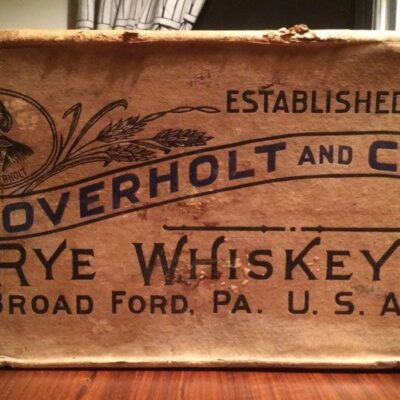 ESTABLISHED
OVERHOLT AND C
RYE WHISKEY
BROAD FORD, PA. U. S. A